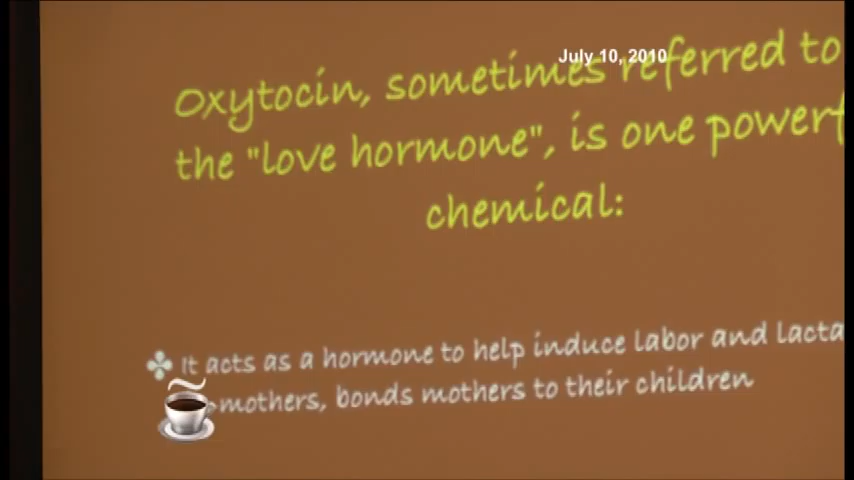 July 10, 2010
Oxytocin, sometimes referred to
the "love hormone", is one powerf
chemical:
It acts as a hormone to help induce labor and lacta
mothers, bonds mothers to their children